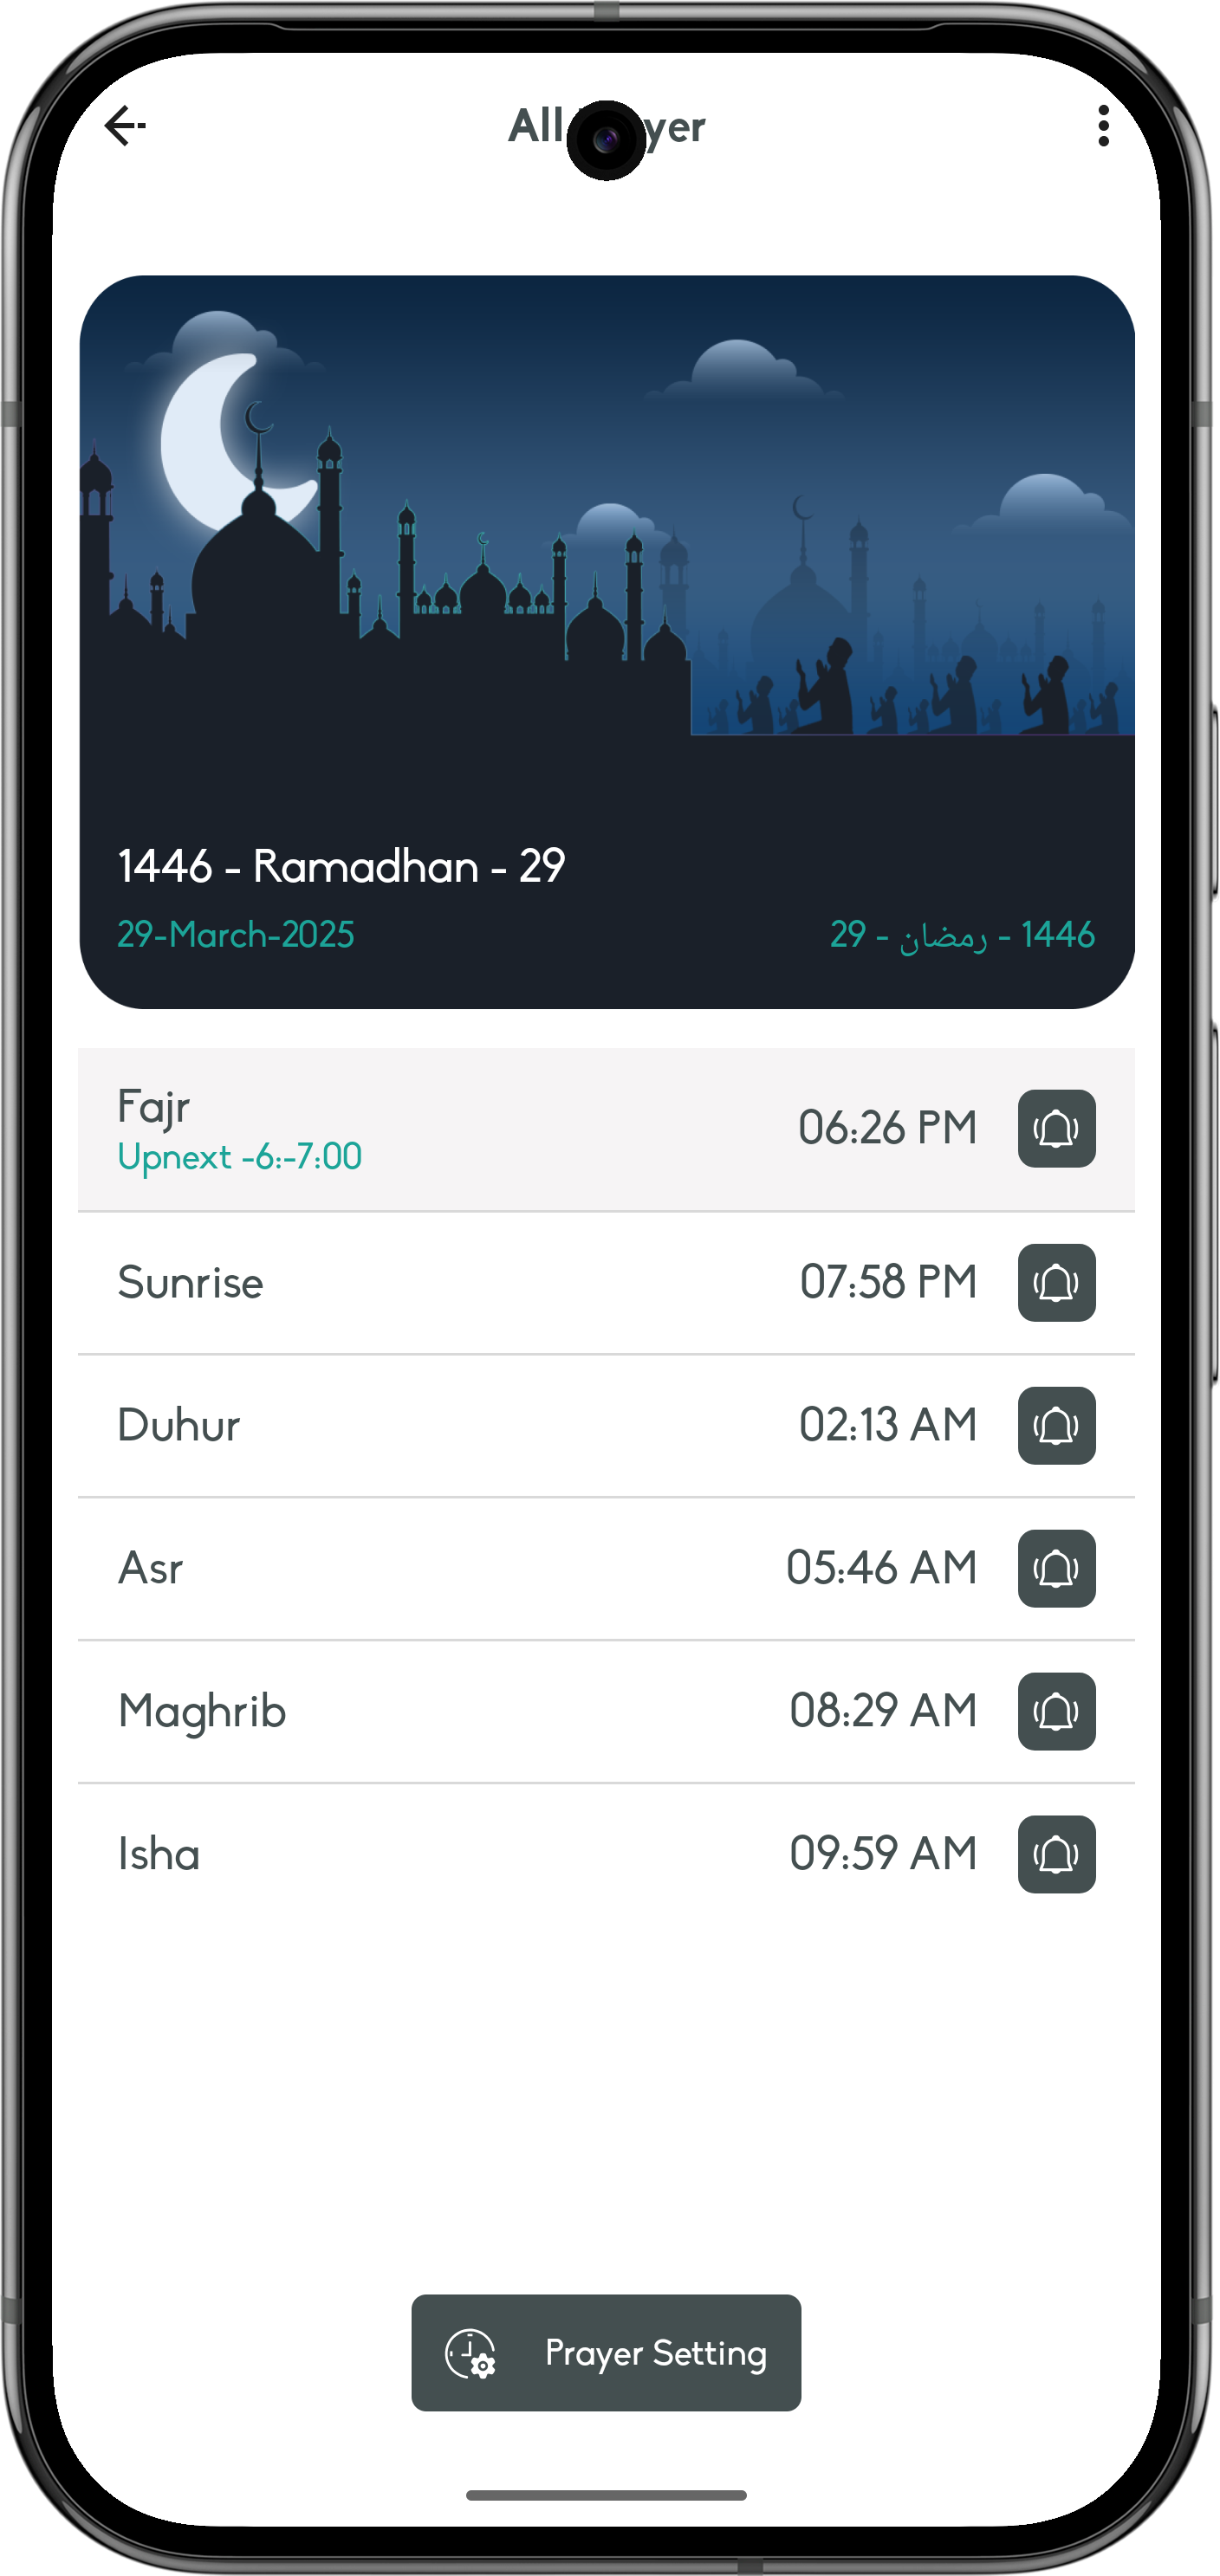 All yer
1446 - Ramadhan - 29
29-March-2025
29 - رمضان - 1446
Fajr
06:26 PM
Upnext -6:-7:00
Sunrise
07:58 PM
Duhur
02:13 AM
Asr
05:46 AM
Maghrib
08:29 AM
Isha
09:59 AM
Prayer Setting